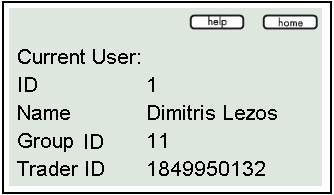 help home
Current User:
ID 1
Name Dimitris Lezos
Group ID 11
Trader ID 1849950132